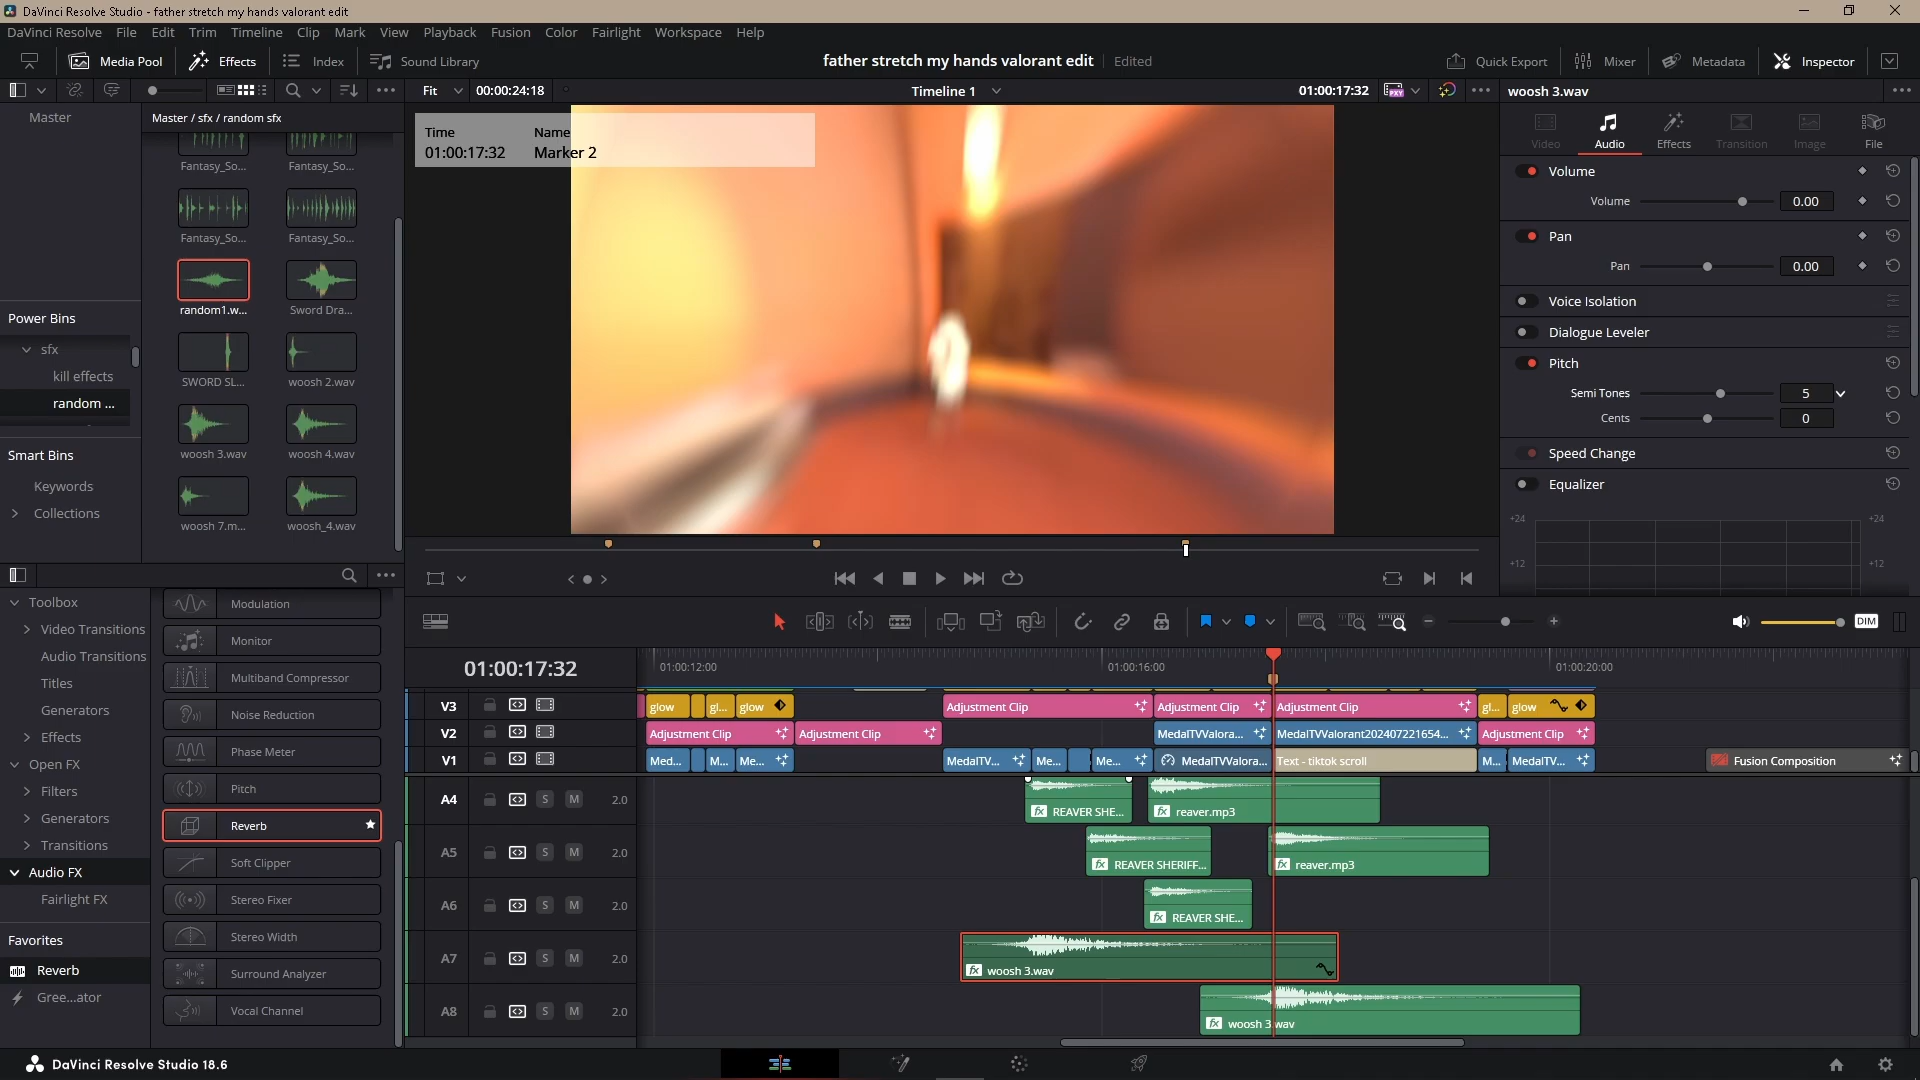 DaVinci Resolve Studio - father stretch my hands valorant edit
DaVinci Resolve File Edit Trim Timeline Clip Mark View Playback Fusion Color Fairlight Workspace Help
Media Pool Effects Index Sound Library father stretch my hands valorant edit Edited Quick Export Mixer Metadata Inspector
Fit 00:00:24:18 Timeline 1 01:00:17:32 woosh 3.wav
Master
Master / sfx / random sfx
Time Name
01:00:17:32 Marker 2
Video Audio Effects Transition Image File
Fantasy_So... Fantasy_So...
Volume
Volume 0.00
Fantasy_So... Fantasy_So...
Pan
Pan 0.00
random1.w... Sword Dra...
Voice Isolation
Power Bins
Dialogue Leveler
sfx
Pitch
kill effects
SWORD SL... woosh 2.wav
Semi Tones 5
random ...
Cents 0
woosh 3.wav woosh 4.wav
Smart Bins
Speed Change
Keywords
Equalizer
Collections
woosh 7.m... woosh_4.wav
+24 +24
+12 +12
Toolbox
Modulation
Video Transitions
Monitor
DIM
Audio Transitions
Multiband Compressor
01:00:17:32
01:00:12:00 01:00:16:00 01:00:20:00
Titles
Generators
Noise Reduction
V3 glow gl... glow Adjustment Clip Adjustment Clip Adjustment Clip gl... glow
Effects
Phase Meter
V2 Adjustment Clip Adjustment Clip MedalTVValora... MedalTVValorant202407221654... Adjustment Clip
Open FX
V1 Med... M... Me... MedalTV... Me... Me... MedalTVValora... Text - tiktok scroll M... MedalTV... Fusion Composition
Filters
Pitch
A4 S M 2.0 REAVER SHE... reaver.mp3
Generators
Reverb
Transitions
A5 S M 2.0 REAVER SHERIFF... reaver.mp3
Soft Clipper
Audio FX
Fairlight FX
Stereo Fixer
A6 S M 2.0 REAVER SHE...
Favorites
Stereo Width
Reverb
Surround Analyzer
A7 S M 2.0 woosh 3.wav
Gree...ator
Vocal Channel
A8 S M 2.0 woosh 3.wav
DaVinci Resolve Studio 18.6